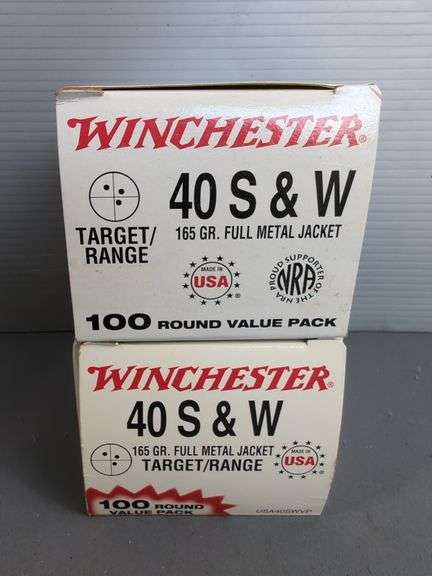 WINCHESTER®
40 S & W
165 GR. FULL METAL JACKET
TARGET/
RANGE
MADE IN
USA
®
PROUD SUPPORTER
OF THE NRA
NRA
100 ROUND VALUE PACK
WINCHESTER®
40 S & W
165 GR. FULL METAL JACKET
TARGET/RANGE
MADE IN
USA
®
100 ROUND
VALUE PACK
USA40SWVP